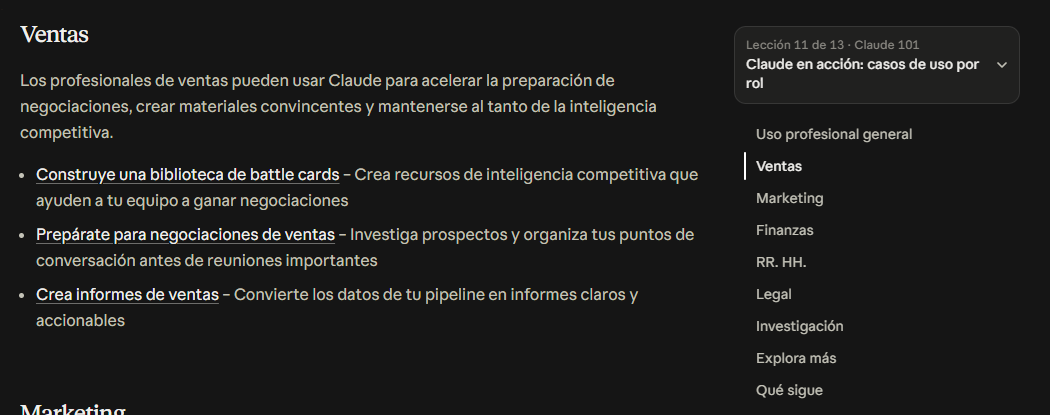 Ventas
Los profesionales de ventas pueden usar Claude para acelerar la preparación de
negociaciones, crear materiales convincentes y mantenerse al tanto de la inteligencia
competitiva.
• Construye una biblioteca de battle cards – Crea recursos de inteligencia competitiva que
ayuden a tu equipo a ganar negociaciones
• Prepárate para negociaciones de ventas – Investiga prospectos y organiza tus puntos de
conversación antes de reuniones importantes
• Crea informes de ventas – Convierte los datos de tu pipeline en informes claros y
accionables
Marketing
Lección 11 de 13 · Claude 101
Claude en acción: casos de uso por
rol
Uso profesional general
Ventas
Marketing
Finanzas
RR. HH.
Legal
Investigación
Explora más
Qué sigue